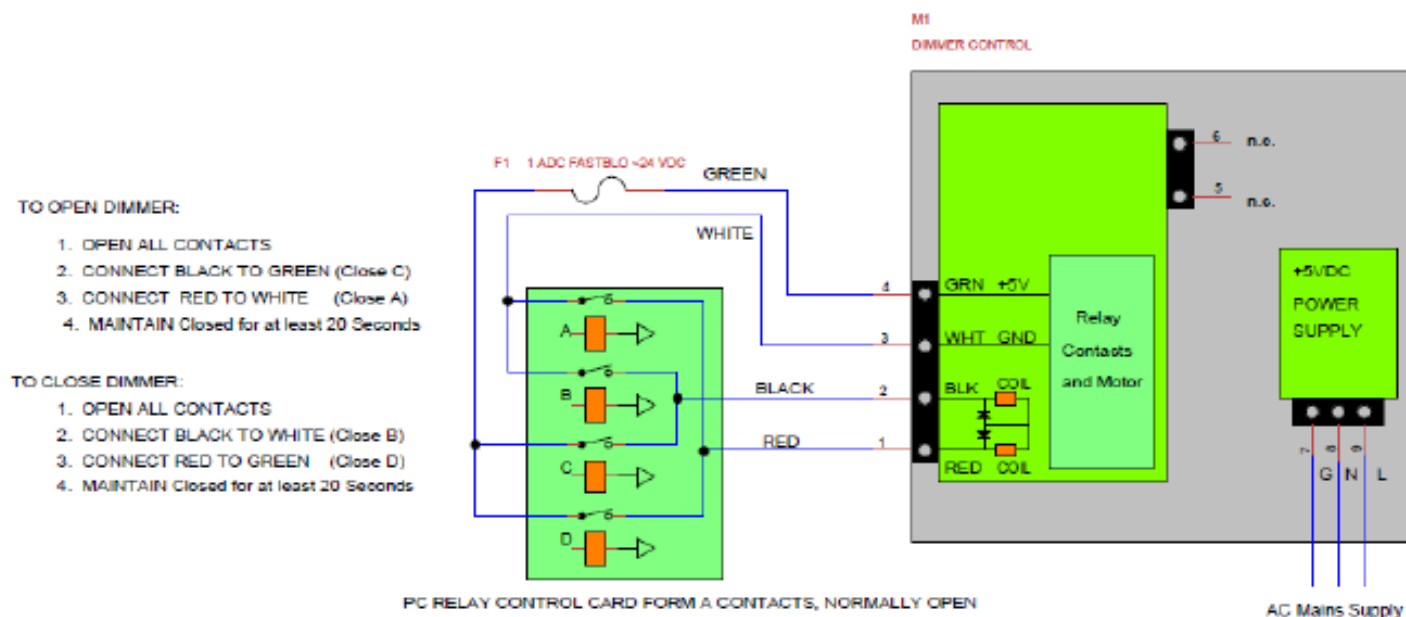 M1
DIMMER CONTROL
F1 1 ADC FASTBLO ~24 VDC
GREEN
WHITE
BLACK
RED
TO OPEN DIMMER:
1. OPEN ALL CONTACTS
2. CONNECT BLACK TO GREEN (Close C)
3. CONNECT RED TO WHITE (Close A)
4. MAINTAIN Closed for at least 20 Seconds
TO CLOSE DIMMER:
1. OPEN ALL CONTACTS
2. CONNECT BLACK TO WHITE (Close B)
3. CONNECT RED TO GREEN (Close D)
4. MAINTAIN Closed for at least 20 Seconds
A
B
C
D
4
3
2
1
GRN +5V
WHT GND
BLK COIL
RED COIL
Relay
Contacts
and Motor
6 n.c.
5 n.c.
+5VDC
POWER
SUPPLY
7 8 9
G N L
AC Mains Supply
PC RELAY CONTROL CARD FORM A CONTACTS, NORMALLY OPEN